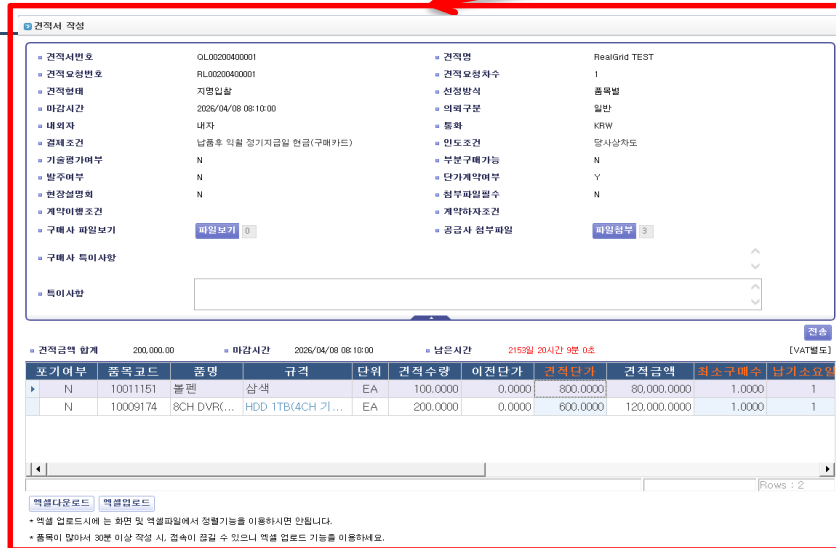 견적서 작성
견적서번호 QL00200400001 견적명 RealGrid TEST
견적요청번호 RL00200400001 견적요청차수 1
견적형태 지명입찰 선정방식 품목별
마감시간 2026/04/08 08:10:00 의뢰구분 일반
내외자 내자 통화 KRW
결제조건 납품후 익월 정기지급일 현금(구매카드) 인도조건 당사상차도
기술평가여부 N 부분구매가능 N
발주여부 N 단가계약여부 Y
현장설명회 N 첨부파일필수 N
계약이행조건 계약하자조건
구매사 파일보기 파일보기 0 공급사 첨부파일 파일첨부 3
구매사 특이사항
특이사항
전송
견적금액 합계 200,000.00 마감시간 2026/04/08 08:10:00 남은시간 2153일 20시간 9분 0초 [VAT별도]
포기여부 품목코드 품명 규격 단위 견적수량 이전단가 견적단가 견적금액 최소구매수 납기소요일
N 10011151 볼펜 삼색 EA 100.0000 0.0000 800.0000 80,000.0000 1.0000 1
N 10009174 8CH DVR(... HDD 1TB(4CH 기... EA 200.0000 0.0000 600.0000 120,000.0000 1.0000 1
Rows : 2
엑셀다운로드 엑셀업로드
* 엑셀 업로드시에 는 화면 및 엑셀파일에서 정렬기능을 이용하시면 안됩니다.
* 품목이 많아서 30분 이상 작성 시, 접속이 끊길 수 있으니 엑셀 업로드 기능을 이용하세요.